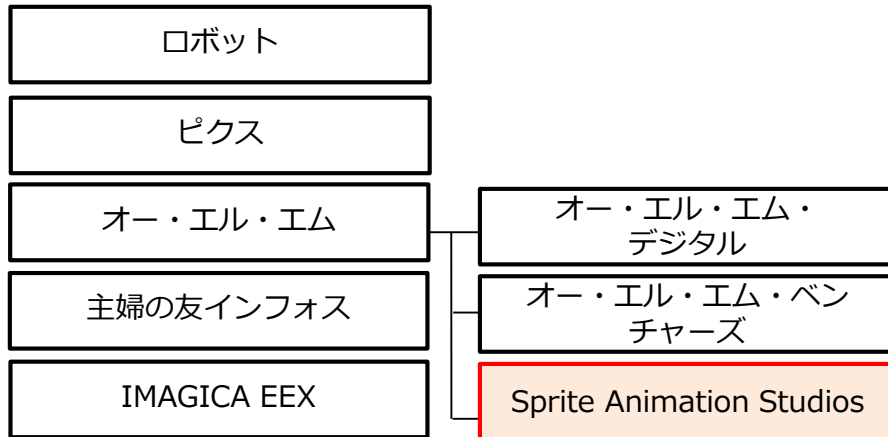 ロボット
ピクス
オー・エル・エム
主婦の友インフォス
IMAGICA EEX
オー・エル・エム・
デジタル
オー・エル・エム・ベン
チャーズ
Sprite Animation Studios